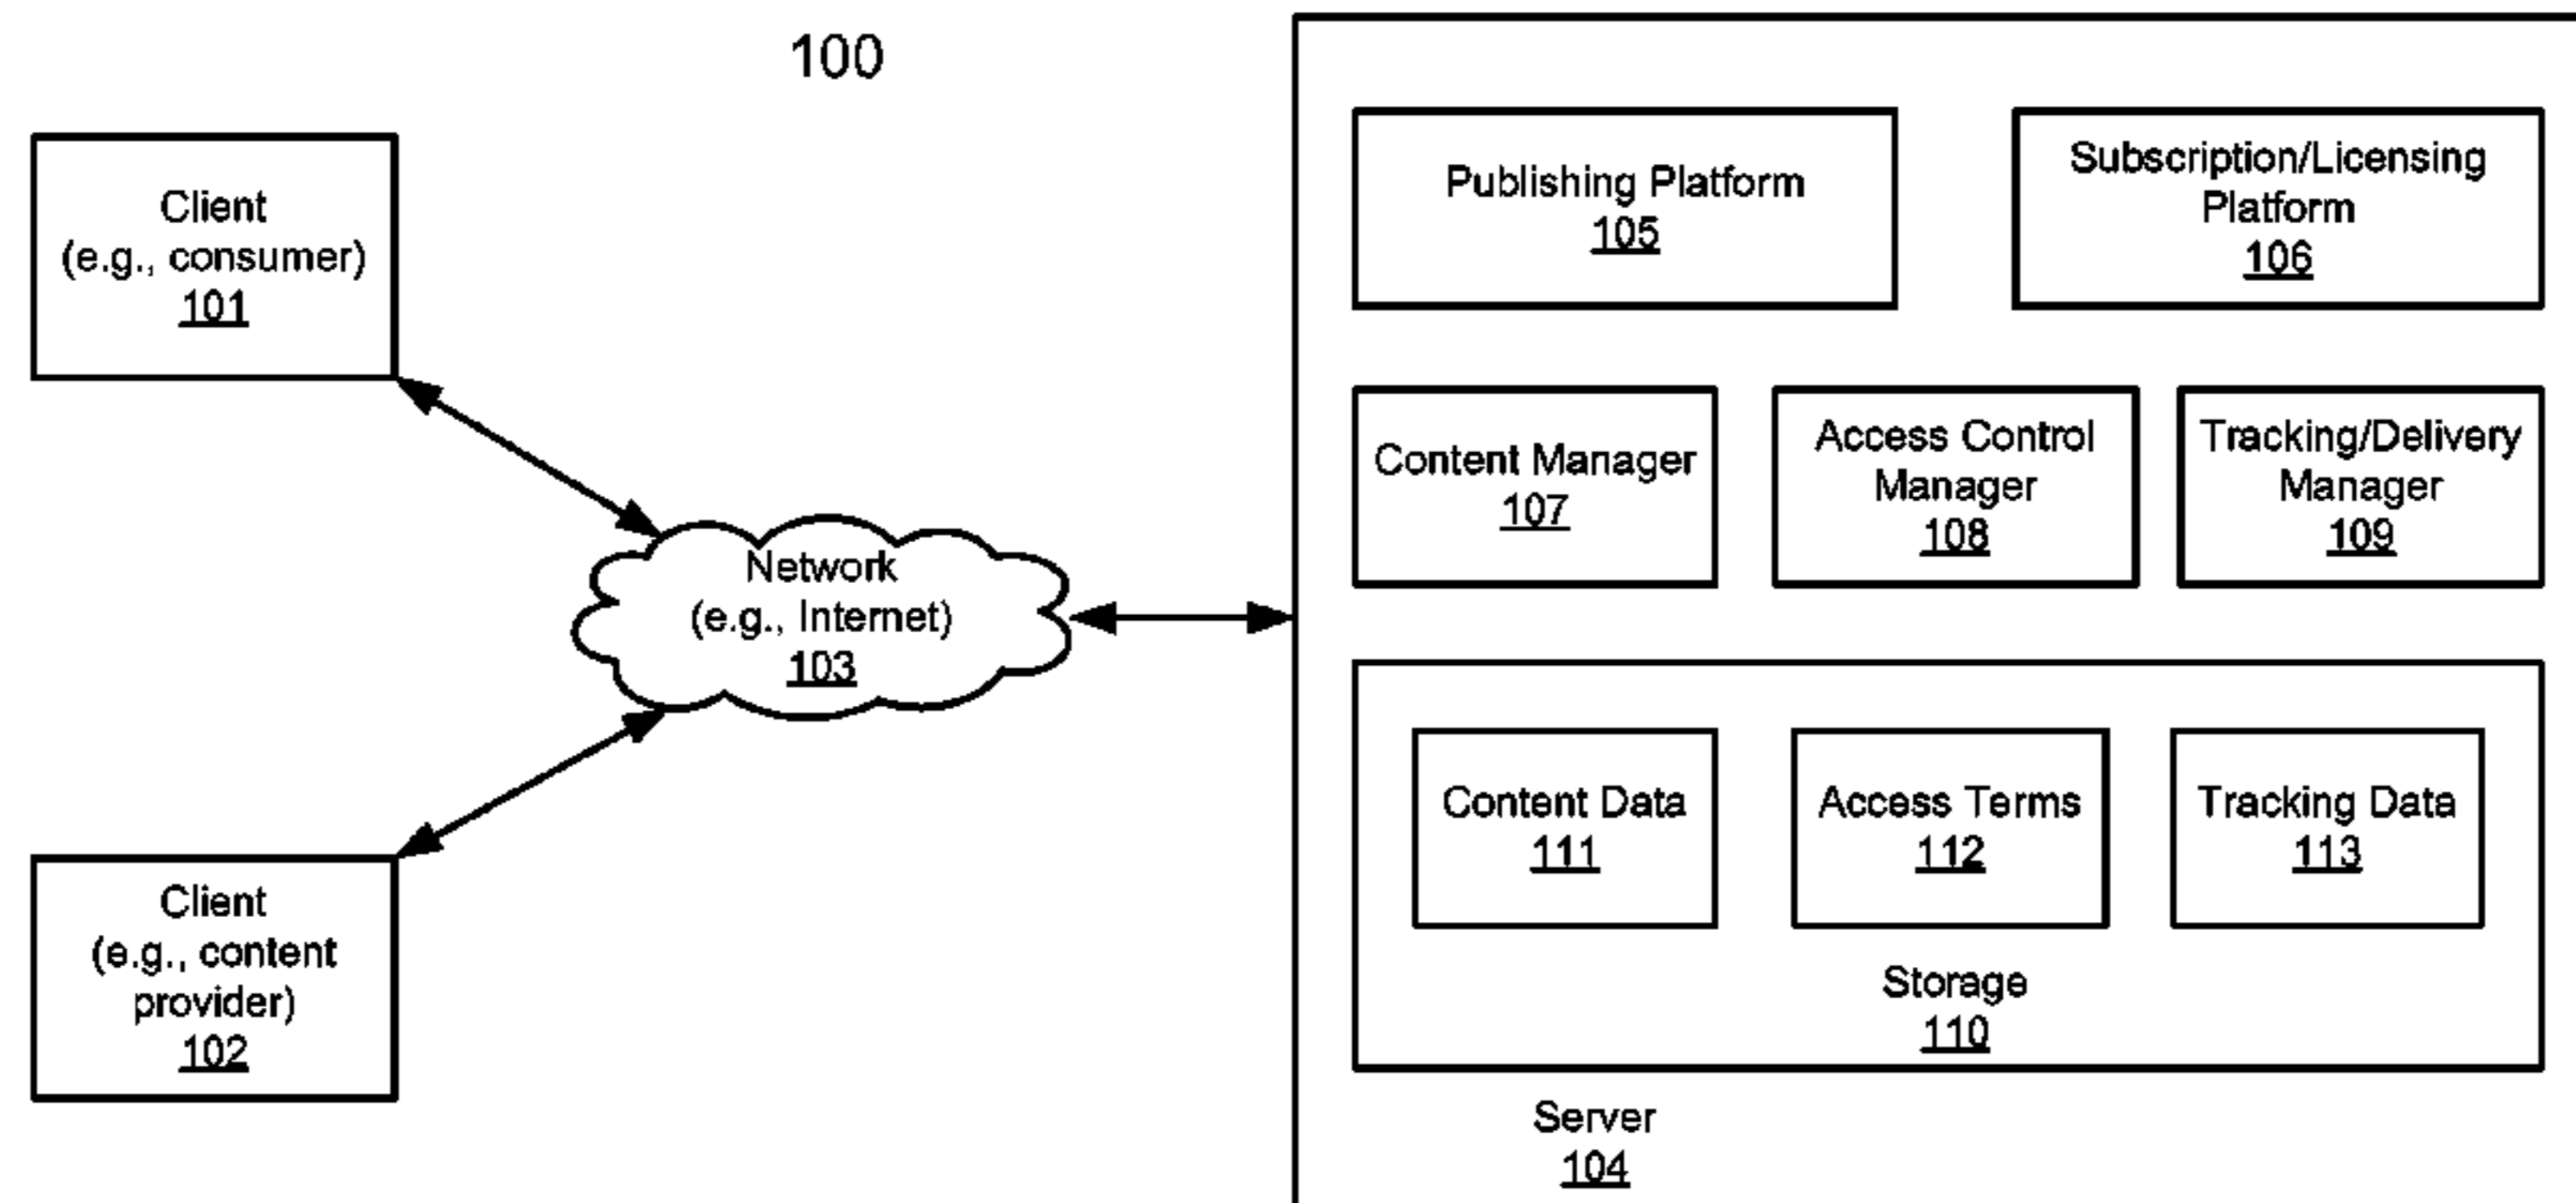 100
Client
(e.g., consumer)
101
Client
(e.g., content
provider)
102
Network
(e.g., Internet)
103
Publishing Platform
105
Subscription/Licensing
Platform
106
Content Manager
107
Access Control
Manager
108
Tracking/Delivery
Manager
109
Content Data
111
Access Terms
112
Tracking Data
113
Storage
110
Server
104